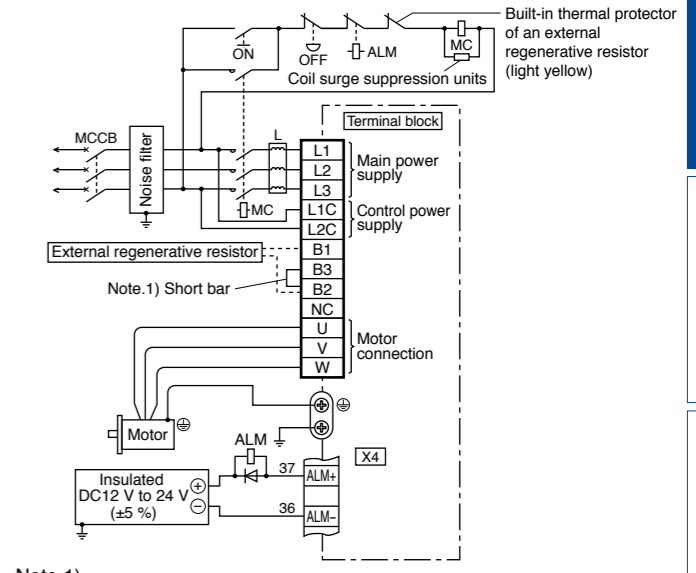 Built-in thermal protector
of an external
regenerative resistor
(light yellow)
ON
OFF
ALM
MC
Coil surge suppression units
Terminal block
MCCB
Noise filter
L
MC
L1
L2
L3
L1C
L2C
B1
B3
B2
NC
U
V
W
Main power
supply
Control power
supply
External regenerative resistor
Note.1) Short bar
Motor
connection
Motor
ALM
X4
37
ALM+
36
ALM−
Insulated
DC12 V to 24 V
(±5 %)
+
−
Note.1)